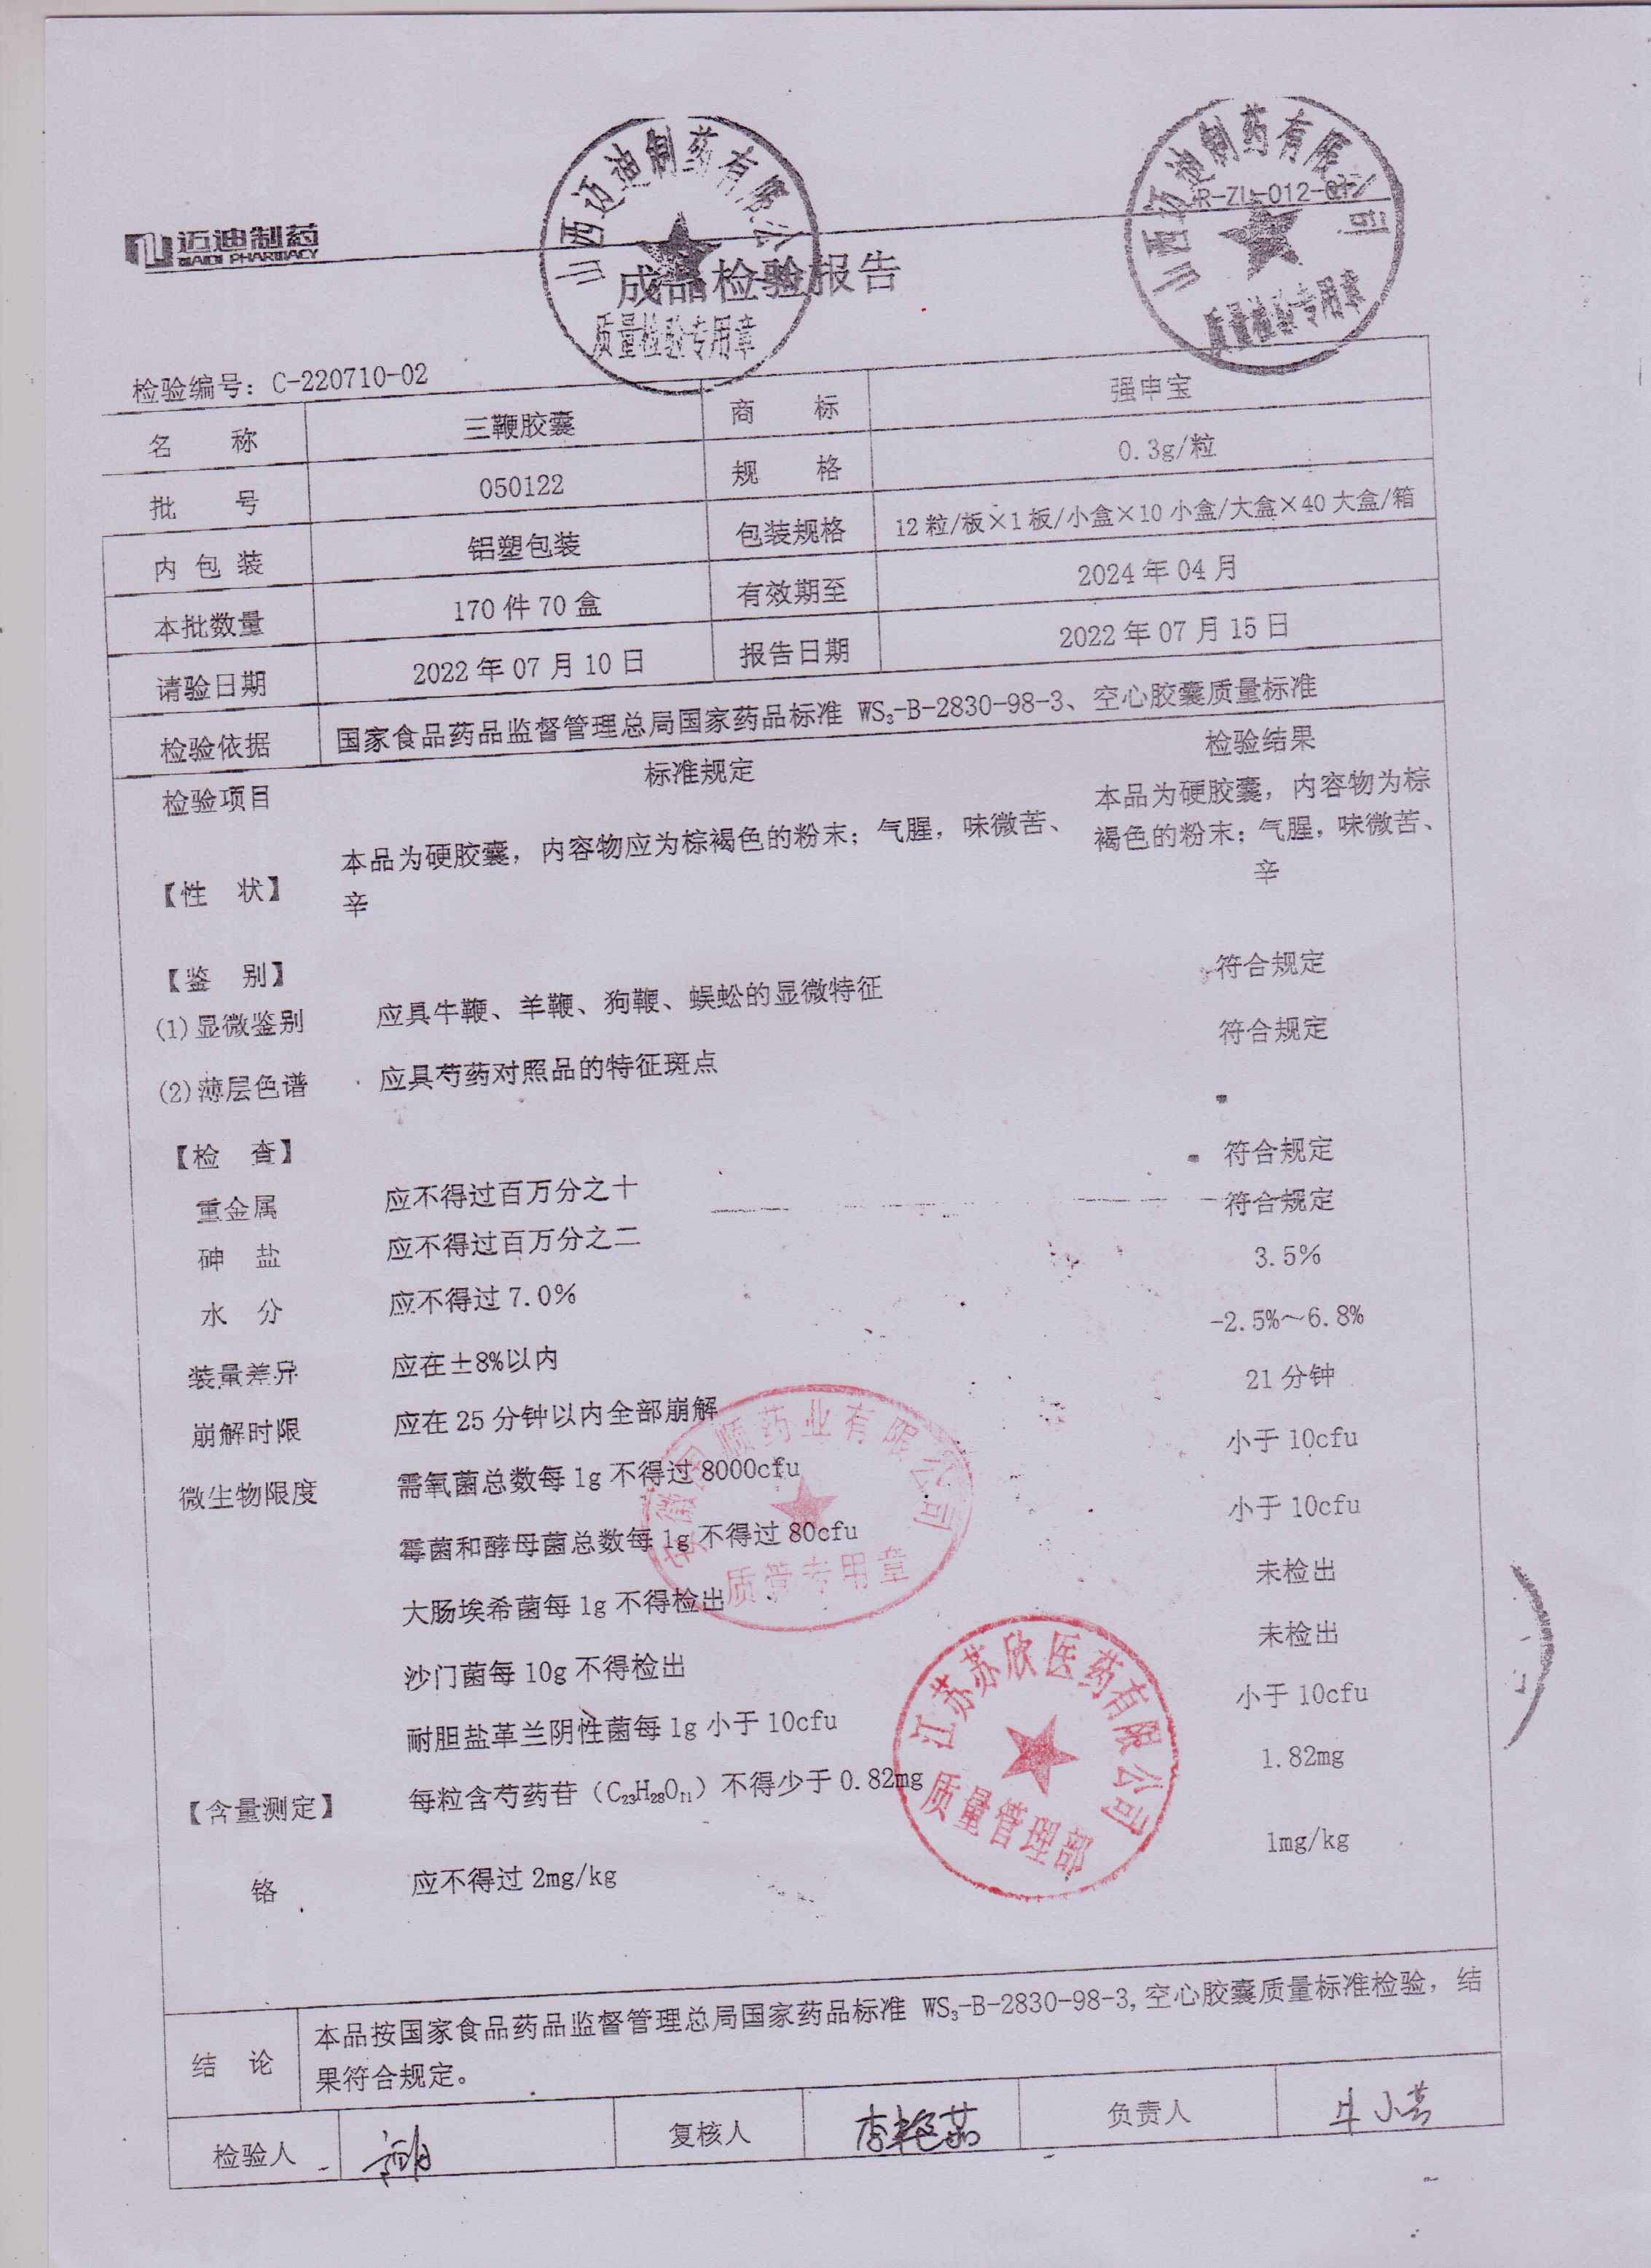 迈迪制药
MAIDI PHARMACY
山西迈迪制药有限公
质量检验专用章
山西迈迪制药有限公司
质量检验专用章
成品检验报告
检验编号：C-220710-02
名 称 三鞭胶囊 商 标 强申宝
批 号 050122 规 格 0.3g/粒
内 包 装 铝塑包装 包装规格 12粒/板×1板/小盒×10小盒/大盒×40大盒/箱
本批数量 170件70盒 有效期至 2024年04月
请验日期 2022年07月10日 报告日期 2022年07月15日
检验依据 国家食品药品监督管理总局国家药品标准 WS₃-B-2830-98-3、空心胶囊质量标准
检验项目 标准规定 检验结果
【性 状】 本品为硬胶囊，内容物应为棕褐色的粉末；气腥，味微苦、
辛
本品为硬胶囊，内容物为棕
褐色的粉末；气腥，味微苦、
辛
【鉴 别】
(1)显微鉴别 应具牛鞭、羊鞭、狗鞭、蜈蚣的显微特征 符合规定
(2)薄层色谱 应具芍药对照品的特征斑点 符合规定
【检 查】
重金属 应不得过百万分之十 符合规定
砷 盐 应不得过百万分之二 符合规定
水 分 应不得过7.0% 3.5%
装量差异 应在±8%以内 -2.5%～6.8%
崩解时限 应在25分钟以内全部崩解 21分钟
微生物限度 需氧菌总数每1g不得过8000cfu 小于10cfu
霉菌和酵母菌总数每1g不得过80cfu 小于10cfu
大肠埃希菌每1g不得检出 未检出
沙门菌每10g不得检出 未检出
耐胆盐革兰阴性菌每1g小于10cfu 小于10cfu
【含量测定】 每粒含芍药苷（C₂₃H₂₈O₁₁）不得少于0.82mg 1.82mg
铬 应不得过2mg/kg 1mg/kg
顺药业有限公司
质管专用章
江苏苏欣医药有限公司
质量管理部
结 论 本品按国家食品药品监督管理总局国家药品标准 WS₃-B-2830-98-3,空心胶囊质量标准检验，结
果符合规定。
检验人 复核人 李艳茹 负责人 牛小芸